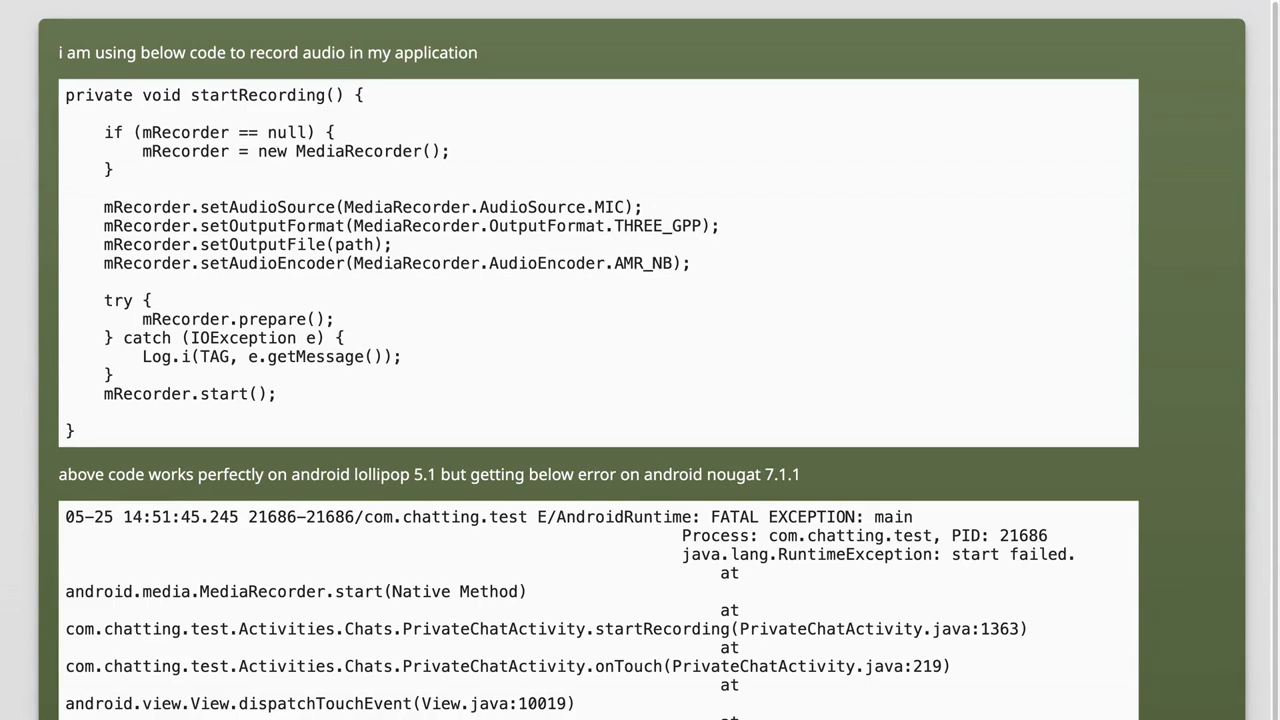 i am using below code to record audio in my application
private void startRecording() {
if (mRecorder == null) {
mRecorder = new MediaRecorder();
}
mRecorder.setAudioSource(MediaRecorder.AudioSource.MIC);
mRecorder.setOutputFormat(MediaRecorder.OutputFormat.THREE_GPP);
mRecorder.setOutputFile(path);
mRecorder.setAudioEncoder(MediaRecorder.AudioEncoder.AMR_NB);
try {
mRecorder.prepare();
} catch (IOException e) {
Log.i(TAG, e.getMessage());
}
mRecorder.start();
}
above code works perfectly on android lollipop 5.1 but getting below error on android nougat 7.1.1
05-25 14:51:45.245 21686-21686/com.chatting.test E/AndroidRuntime: FATAL EXCEPTION: main
Process: com.chatting.test, PID: 21686
java.lang.RuntimeException: start failed.
at
android.media.MediaRecorder.start(Native Method)
at
com.chatting.test.Activities.Chats.PrivateChatActivity.startRecording(PrivateChatActivity.java:1363)
at
com.chatting.test.Activities.Chats.PrivateChatActivity.onTouch(PrivateChatActivity.java:219)
at
android.view.View.dispatchTouchEvent(View.java:10019)